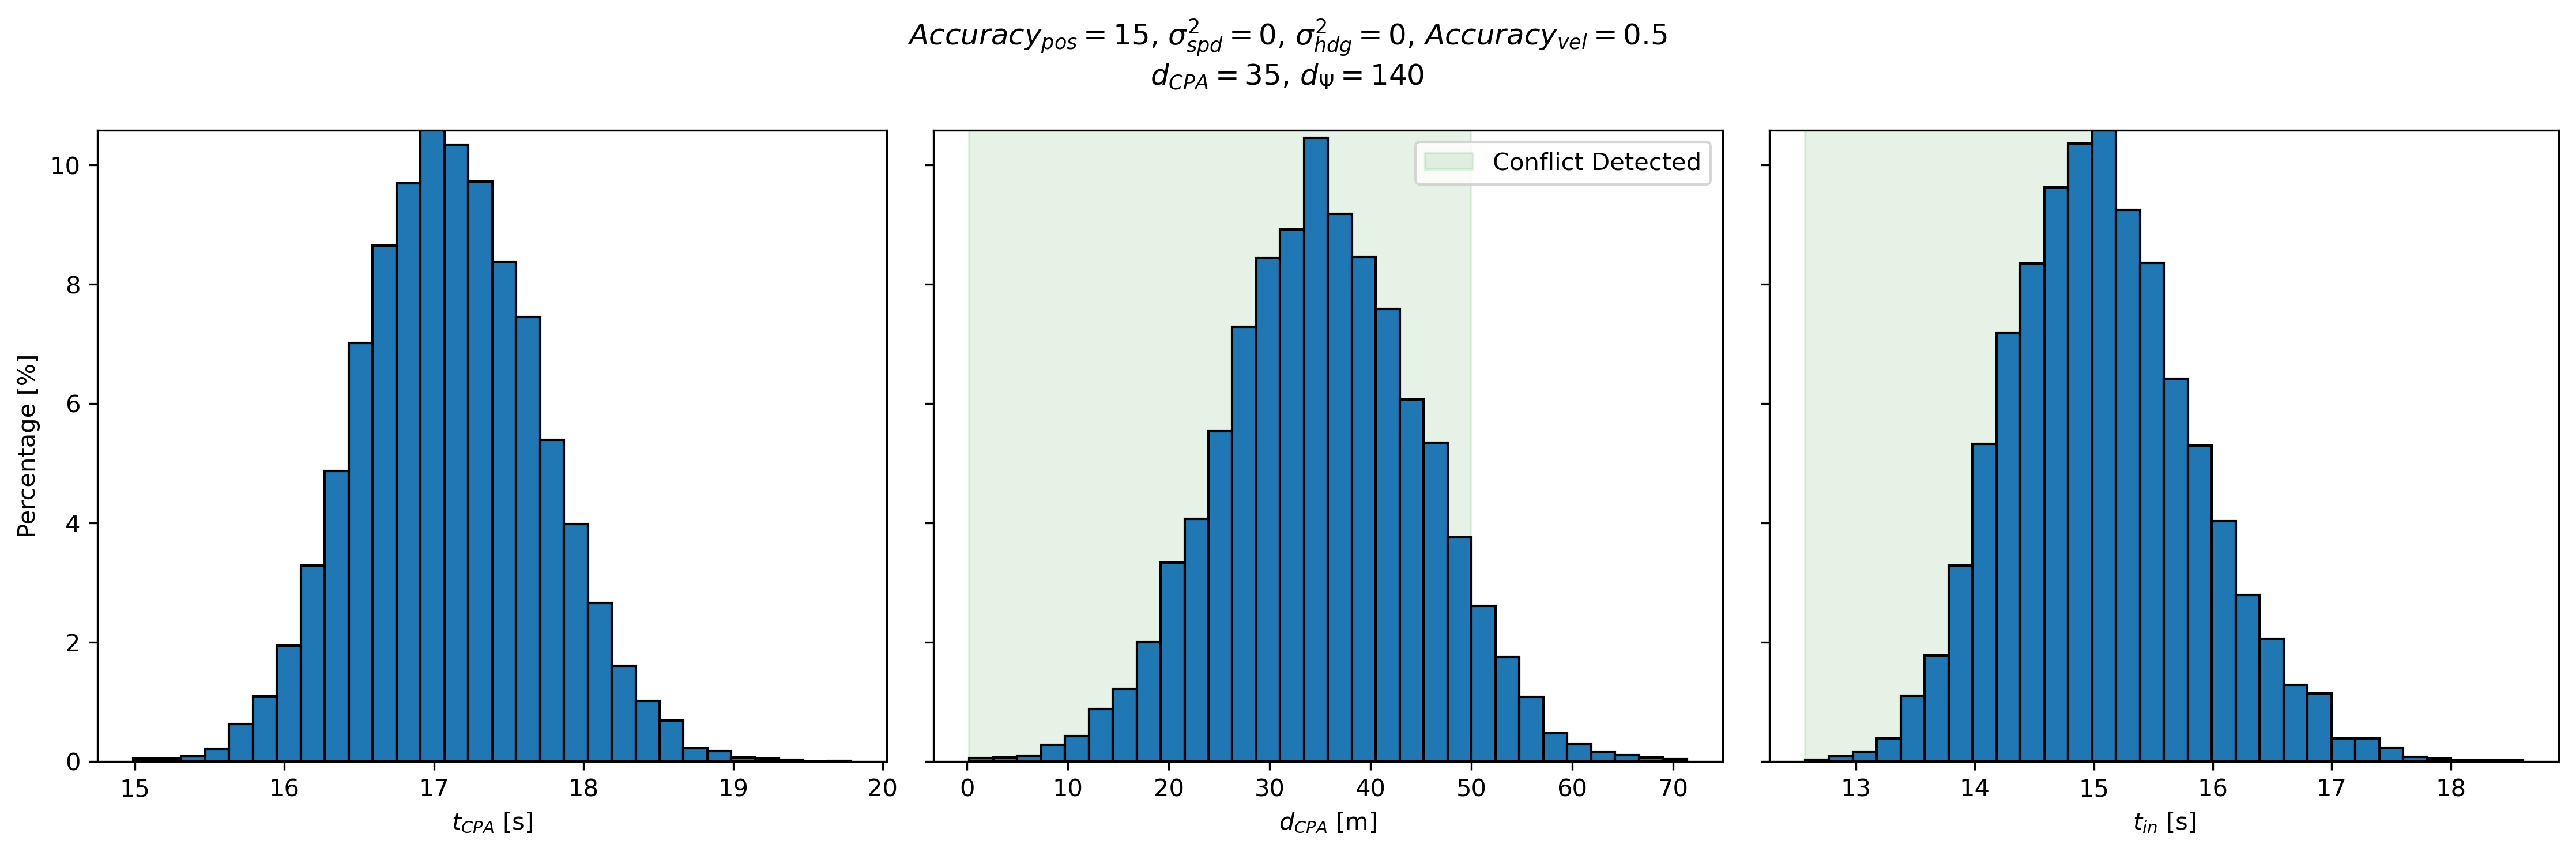 Accuracy_pos = 15, σ²_spd = 0, σ²_hdg = 0, Accuracy_vel = 0.5
d_CPA = 35, d_Ψ = 140
Percentage [%]
10
8
6
4
2
0
15 16 17 18 19 20
t_CPA [s]
Conflict Detected
0 10 20 30 40 50 60 70
d_CPA [m]
13 14 15 16 17 18
t_in [s]